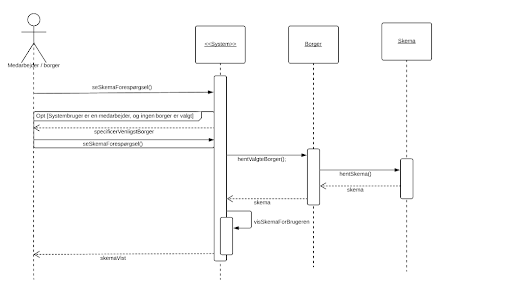 <<System>>
Borger
Skema
Medarbejder / borger
seSkemaForespørgsel()
Opt [Systembruger er en medarbejder, og ingen borger er valgt]
specificerVenligstBorger
seSkemaForespørgsel()
hentValgteBorger();
hentSkema()
skema
skema
visSkemaForBrugeren
skemaVist